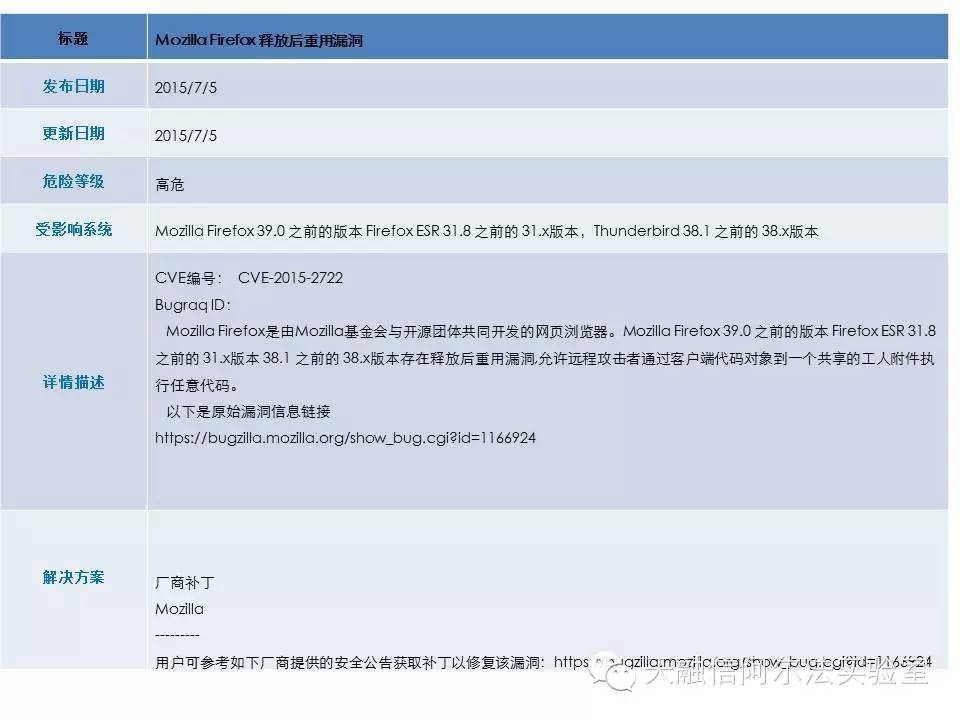 标题
Mozilla Firefox 释放后重用漏洞
发布日期
2015/7/5
更新日期
2015/7/5
危险等级
高危
受影响系统
Mozilla Firefox 39.0 之前的版本 Firefox ESR 31.8 之前的 31.x版本，Thunderbird 38.1 之前的 38.x版本
详情描述
CVE编号： CVE-2015-2722
Bugraq ID：
Mozilla Firefox是由Mozilla基金会与开源团体共同开发的网页浏览器。Mozilla Firefox 39.0 之前的版本 Firefox ESR 31.8
之前的 31.x版本 38.1 之前的 38.x版本存在释放后重用漏洞,允许远程攻击者通过客户端代码对象到一个共享的工人附件执
行任意代码。
以下是原始漏洞信息链接
https://bugzilla.mozilla.org/show_bug.cgi?id=1166924
解决方案
厂商补丁
Mozilla
---------
用户可参考如下厂商提供的安全公告获取补丁以修复该漏洞：https://bugzilla.mozilla.org/show_bug.cgi?id=1166924
天融信阿尔法实验室